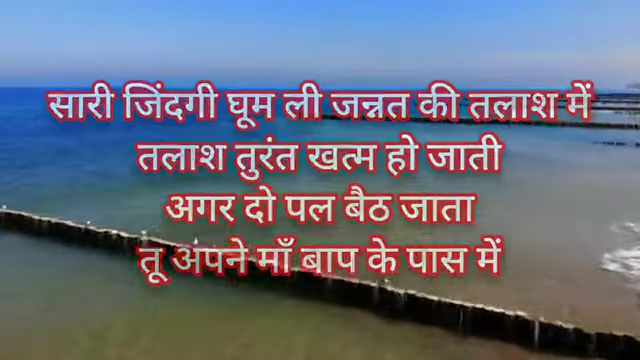 सारी जिंदगी घूम ली जन्नत की तलाश में
तलाश तुरंत खत्म हो जाती
अगर दो पल बैठ जाता
तू अपने माँ बाप के पास में